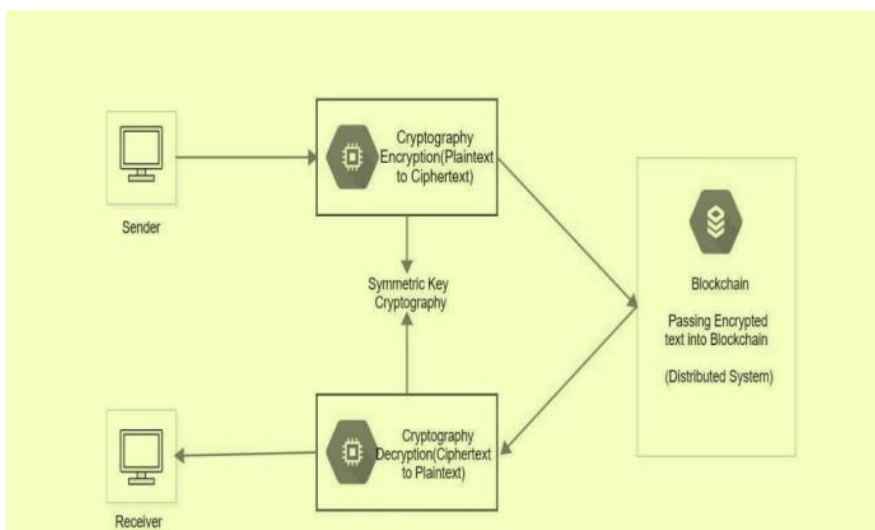 Cryptography
Encryption(Plaintext
to Ciphertext)
Sender
Symmetric Key
Cryptography
Blockchain
Passing Encrypted
text into Blockchain
(Distributed System)
Cryptography
Decryption(Ciphertext
to Plaintext)
Receiver